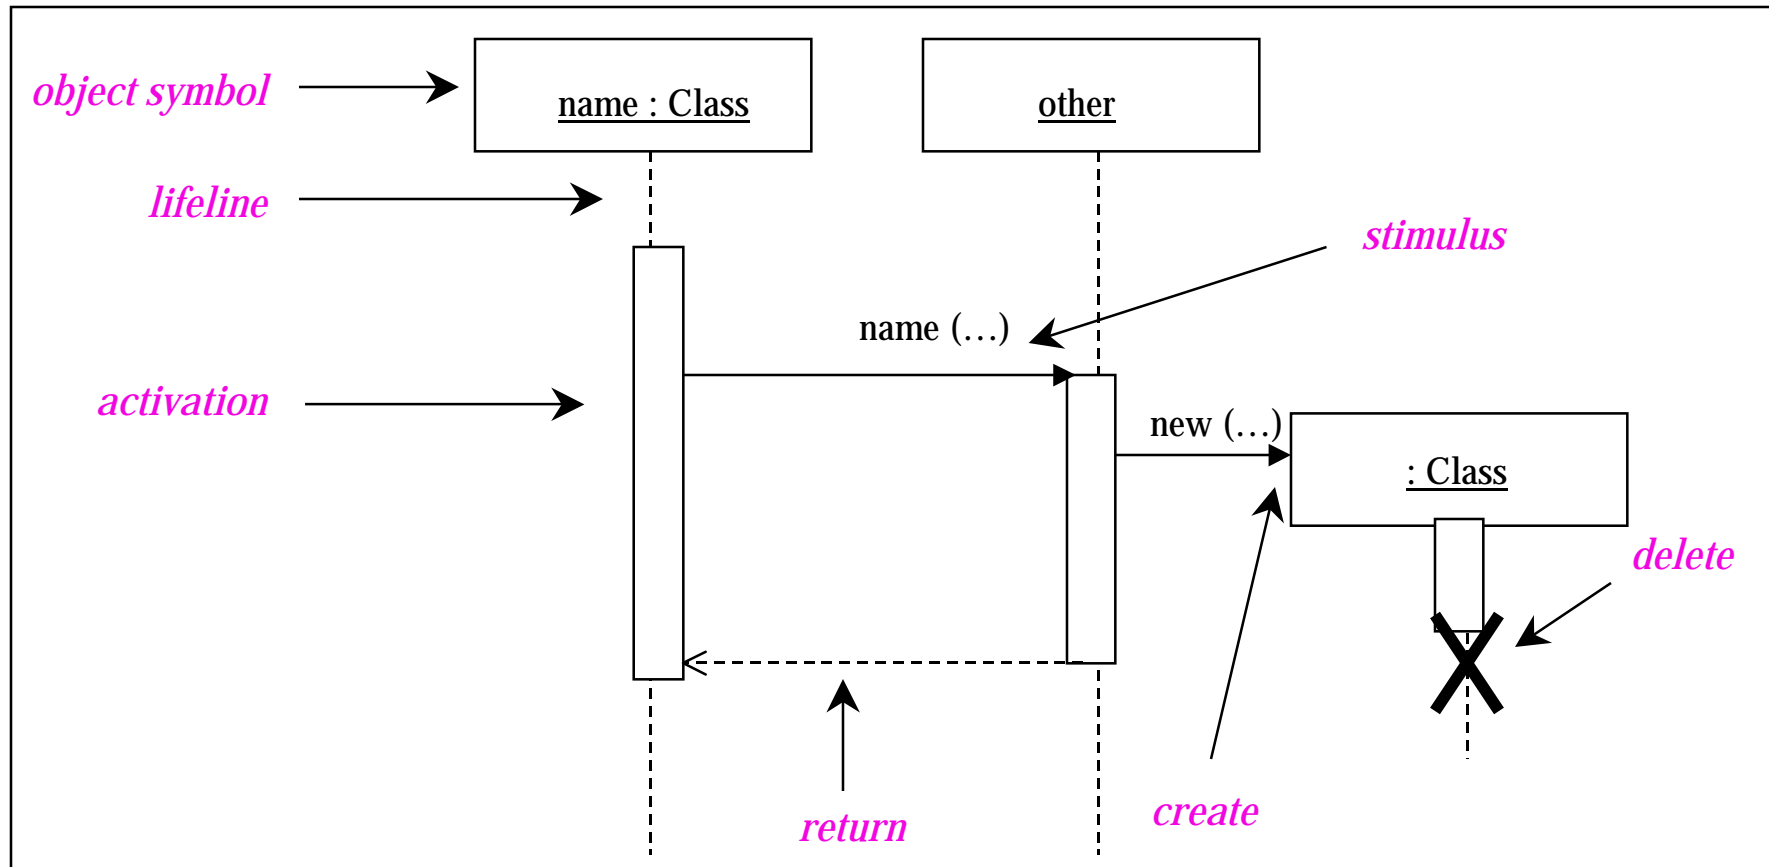 object symbol
name : Class
other
lifeline
stimulus
name (…)
activation
new (…)
: Class
delete
create
return